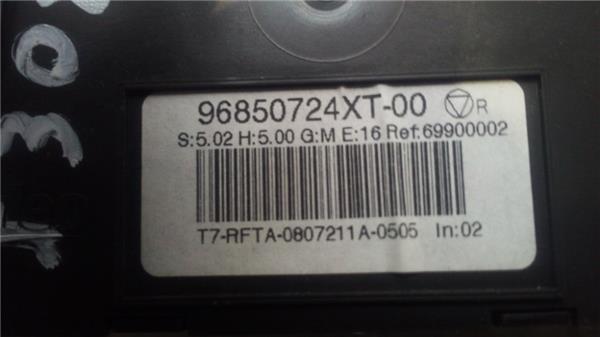 96850724XT-00 R
S:5.02 H:5.00 G:M E:16 Ref:69900002
T7-RFTA-0807211A-0505 In:02